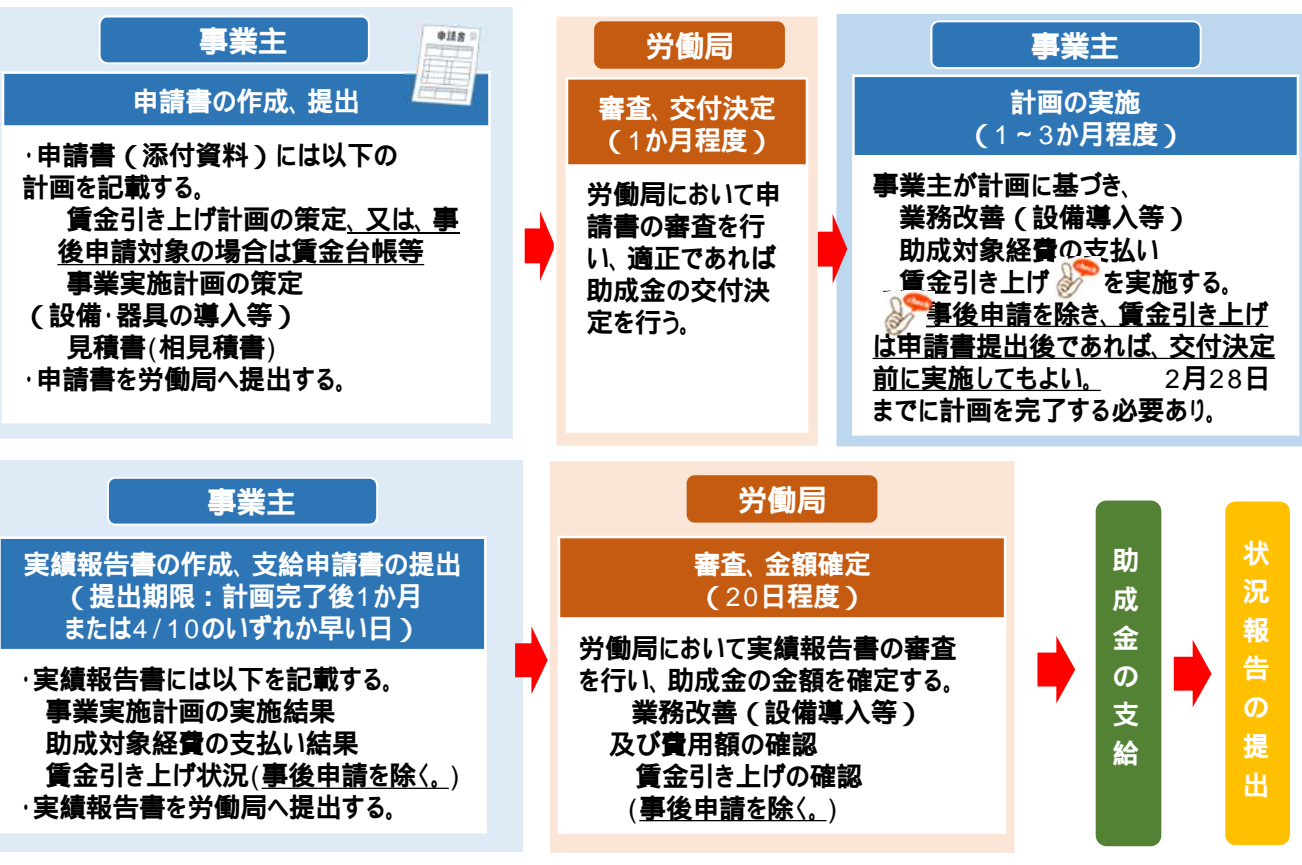 事業主
申請書
申請書の作成、提出
･申請書（添付資料）には以下の
計画を記載する。
賃金引き上げ計画の策定、又は、事
後申請対象の場合は賃金台帳等
事業実施計画の策定
（設備･器具の導入等）
見積書(相見積書)
･申請書を労働局へ提出する。
労働局
審査、交付決定
（1か月程度）
労働局において申
請書の審査を行
い、適正であれば
助成金の交付決
定を行う。
事業主
計画の実施
（1～3か月程度）
事業主が計画に基づき、
業務改善（設備導入等）
助成対象経費の支払い
賃金引き上げ check を実施する。
check 事後申請を除き、賃金引き上げ
は申請書提出後であれば、交付決定
前に実施してもよい。 2月28日
までに計画を完了する必要あり。
事業主
実績報告書の作成、支給申請書の提出
（提出期限：計画完了後1か月
または4/10のいずれか早い日）
･実績報告書には以下を記載する。
事業実施計画の実施結果
助成対象経費の支払い結果
賃金引き上げ状況(事後申請を除く。)
･実績報告書を労働局へ提出する。
労働局
審査、金額確定
（20日程度）
労働局において実績報告書の審査
を行い、助成金の金額を確定する。
業務改善（設備導入等）
及び費用額の確認
賃金引き上げの確認
(事後申請を除く。)
助成金の支給
状況報告の提出